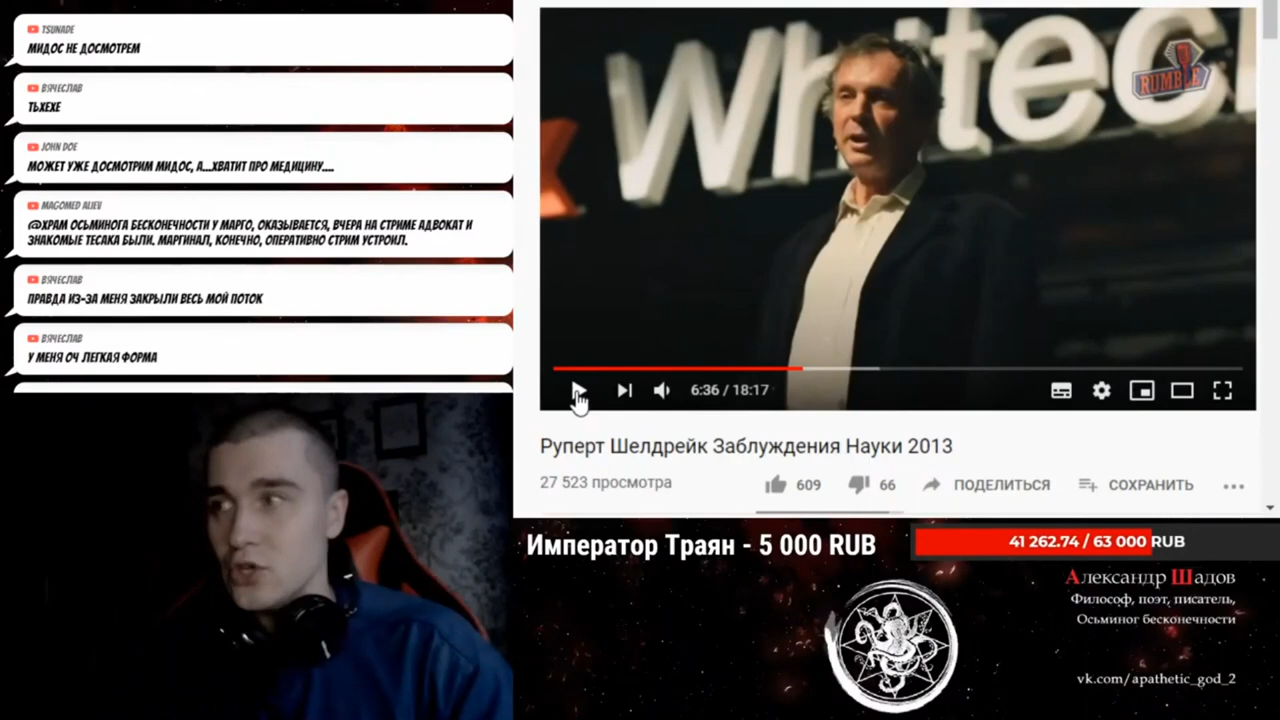 TSUNADE
МИДОС НЕ ДОСМОТРЕМ
ВЯЧЕСЛАВ
ТЬХЕХЕ
JOHN DOE
МОЖЕТ УЖЕ ДОСМОТРИМ МИДОС, А...ХВАТИТ ПРО МЕДИЦИНУ....
MAGOMED ALIEV
@ХРАМ ОСЬМИНОГА БЕСКОНЕЧНОСТИ У МАРГО, ОКАЗЫВАЕТСЯ, ВЧЕРА НА СТРИМЕ АДВОКАТ И
ЗНАКОМЫЕ ТЕСАКА БЫЛИ. МАРГИНАЛ, КОНЕЧНО, ОПЕРАТИВНО СТРИМ УСТРОИЛ.
ВЯЧЕСЛАВ
ПРАВДА ИЗ-ЗА МЕНЯ ЗАКРЫЛИ ВЕСЬ МОЙ ПОТОК
ВЯЧЕСЛАВ
У МЕНЯ ОЧ ЛЕГКАЯ ФОРМА
x Whitec
RUMBLE
6:36 / 18:17
Руперт Шелдрейк Заблуждения Науки 2013
27 523 просмотра
609
66
ПОДЕЛИТЬСЯ
СОХРАНИТЬ
Император Траян - 5 000 RUB
41 262.74 / 63 000 RUB
Александр Шадов
Философ, поэт, писатель,
Осьминог бесконечности
vk.com/apathetic_god_2